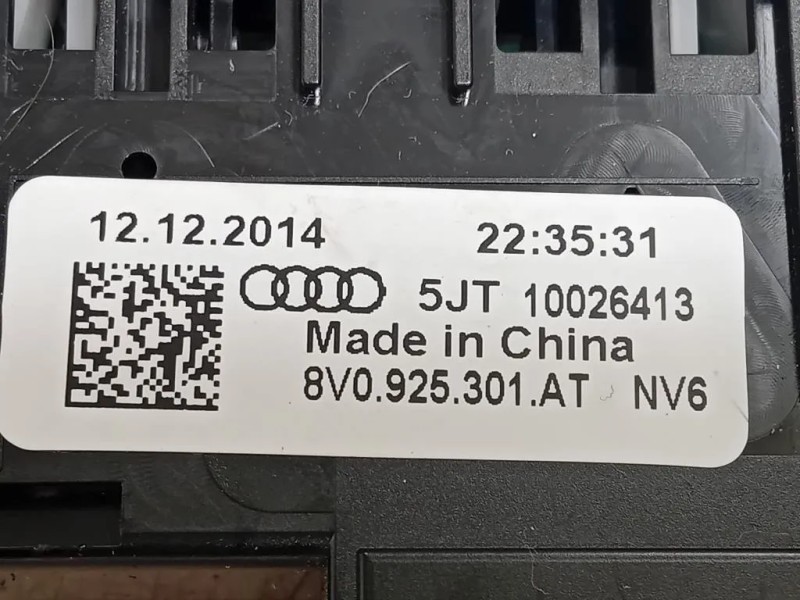 12.12.2014 22:35:31
5JT 10026413
Made in China
8V0.925.301.AT NV6